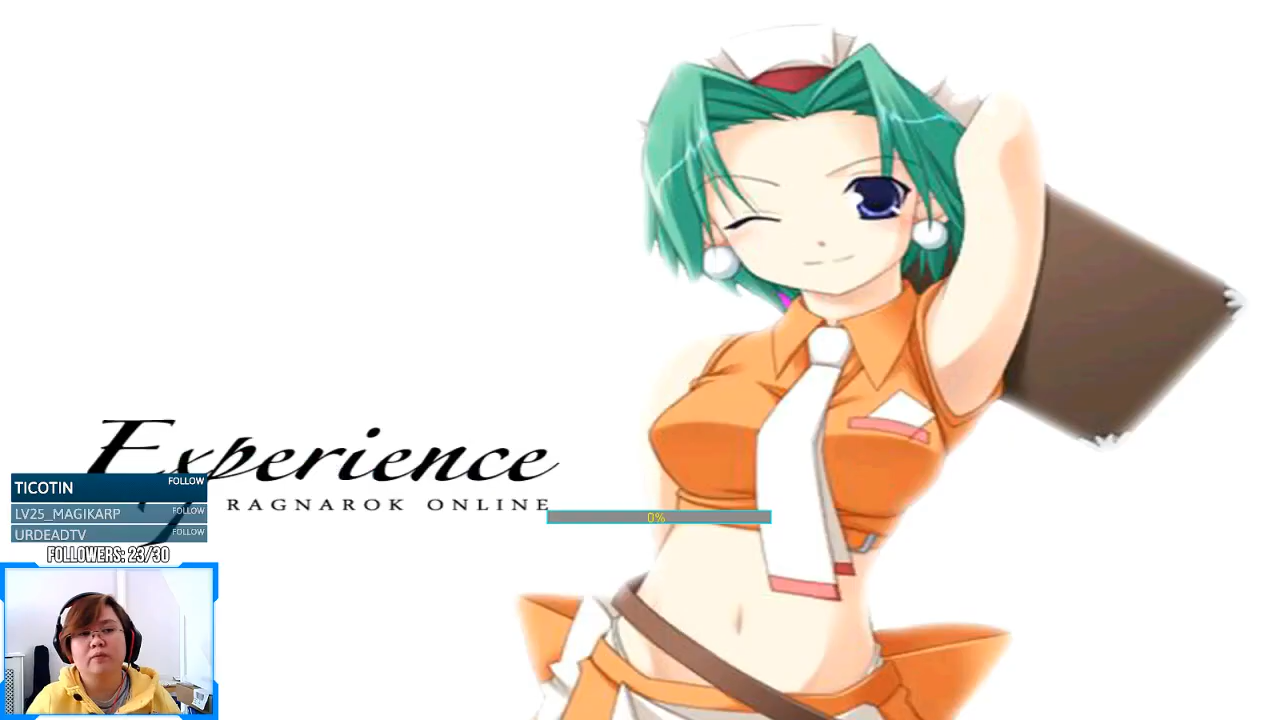 Experience
RAGNAROK ONLINE
0%
TICOTIN FOLLOW
LV25_MAGIKARP FOLLOW
URDEADTV FOLLOW
FOLLOWERS: 23/30